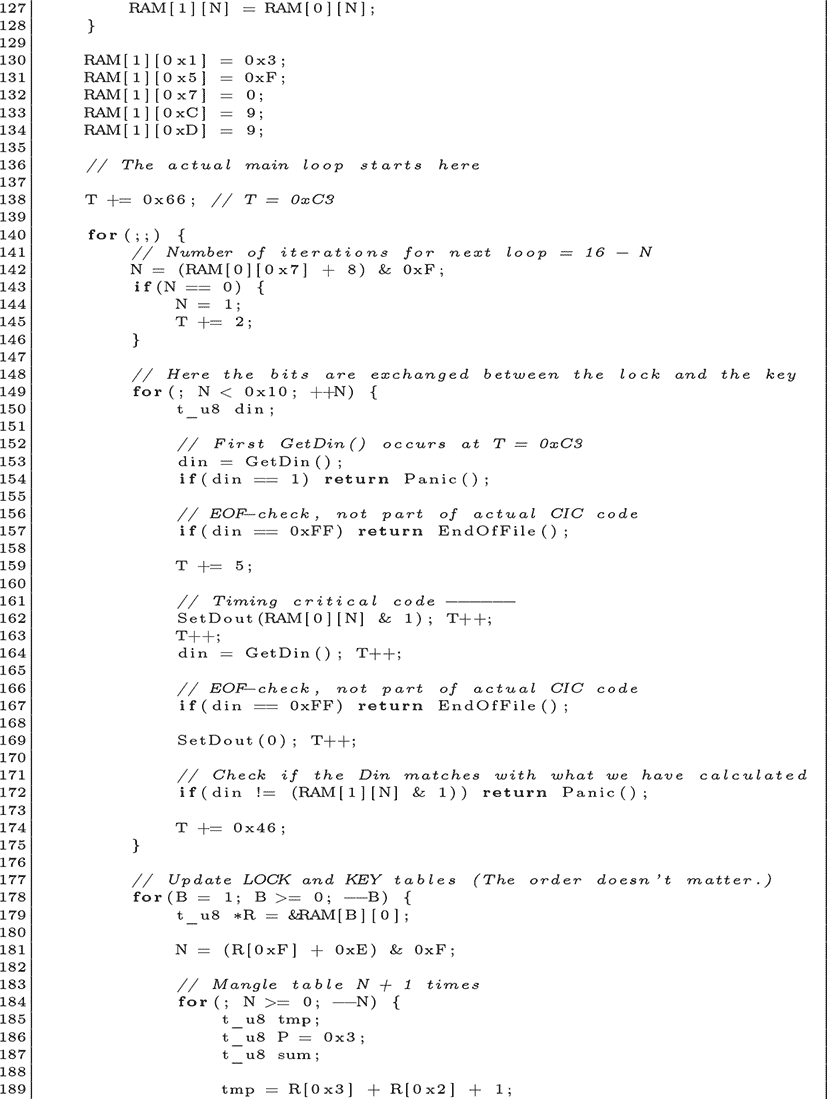 127 RAM[1][N] = RAM[0][N];
128 }
129
130 RAM[1][0x1] = 0x3;
131 RAM[1][0x5] = 0xF;
132 RAM[1][0x7] = 0;
133 RAM[1][0xC] = 9;
134 RAM[1][0xD] = 9;
135
136 // The actual main loop starts here
137
138 T += 0x66; // T = 0xC3
139
140 for(;;) {
141 // Number of iterations for next loop = 16 - N
142 N = (RAM[0][0x7] + 8) & 0xF;
143 if(N == 0) {
144 N = 1;
145 T += 2;
146 }
147
148 // Here the bits are exchanged between the lock and the key
149 for(; N < 0x10; ++N) {
150 t_u8 din;
151
152 // First GetDin() occurs at T = 0xC3
153 din = GetDin();
154 if(din == 1) return Panic();
155
156 // EOF-check, not part of actual CIC code
157 if(din == 0xFF) return EndOfFile();
158
159 T += 5;
160
161 // Timing critical code ------
162 SetDout(RAM[0][N] & 1); T++;
163 T++;
164 din = GetDin(); T++;
165
166 // EOF-check, not part of actual CIC code
167 if(din == 0xFF) return EndOfFile();
168
169 SetDout(0); T++;
170
171 // Check if the Din matches with what we have calculated
172 if(din != (RAM[1][N] & 1)) return Panic();
173
174 T += 0x46;
175 }
176
177 // Update LOCK and KEY tables (The order doesn't matter.)
178 for(B = 1; B >= 0; --B) {
179 t_u8 *R = &RAM[B][0];
180
181 N = (R[0xF] + 0xE) & 0xF;
182
183 // Mangle table N + 1 times
184 for(; N >= 0; --N) {
185 t_u8 tmp;
186 t_u8 P = 0x3;
187 t_u8 sum;
188
189 tmp = R[0x3] + R[0x2] + 1;